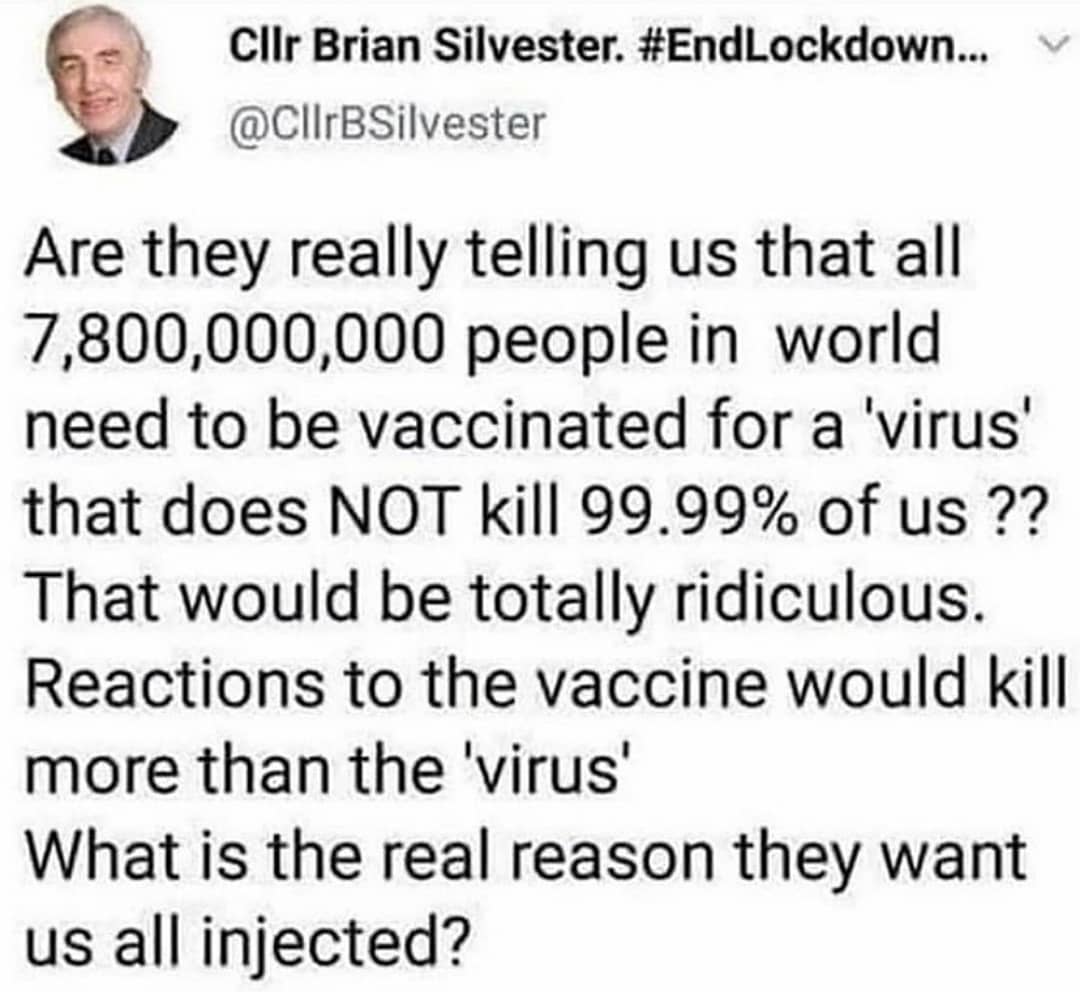 Cllr Brian Silvester. #EndLockdown...
@CllrBSilvester
Are they really telling us that all
7,800,000,000 people in world
need to be vaccinated for a 'virus'
that does NOT kill 99.99% of us ??
That would be totally ridiculous.
Reactions to the vaccine would kill
more than the 'virus'
What is the real reason they want
us all injected?